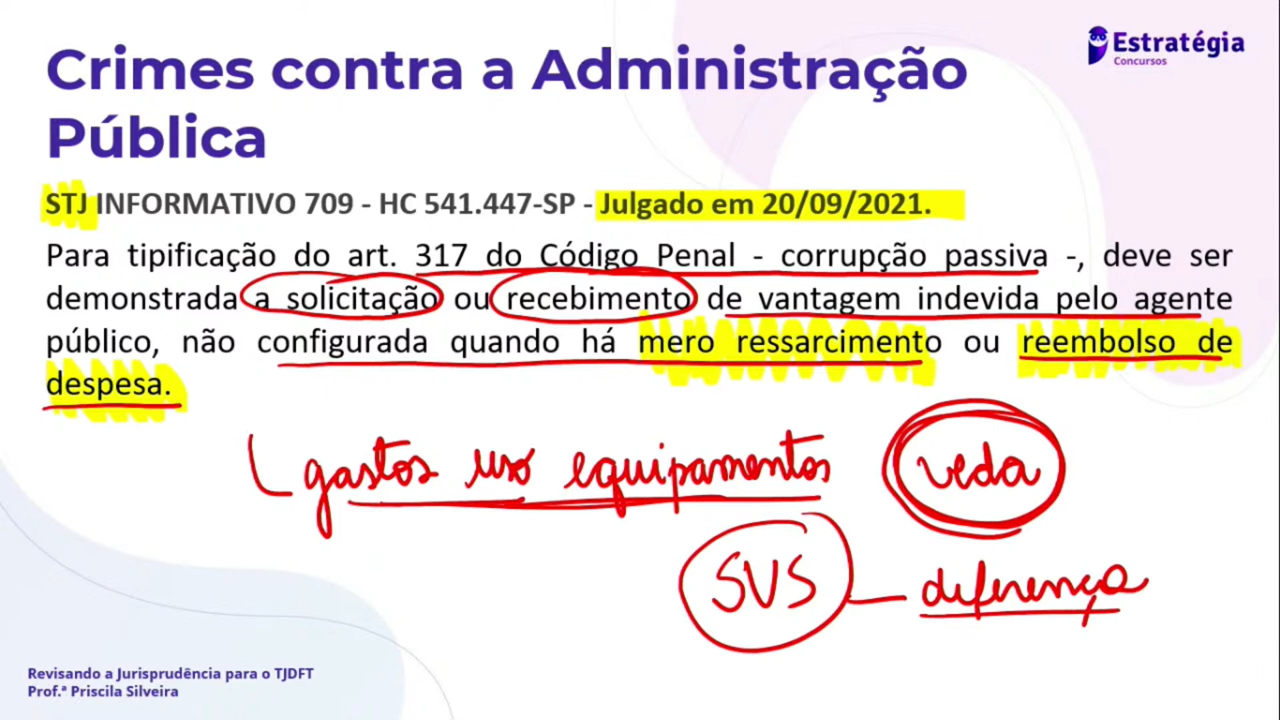 Crimes contra a Administração
Pública
Estratégia
Concursos
STJ INFORMATIVO 709 - HC 541.447-SP - Julgado em 20/09/2021.
Para tipificação do art. 317 do Código Penal - corrupção passiva -, deve ser
demonstrada a solicitação ou recebimento de vantagem indevida pelo agente
público, não configurada quando há mero ressarcimento ou reembolso de
despesa.
gastos uso equipamentos veda
SUS - diferença
Revisando a Jurisprudência para o TJDFT
Prof.ª Priscila Silveira